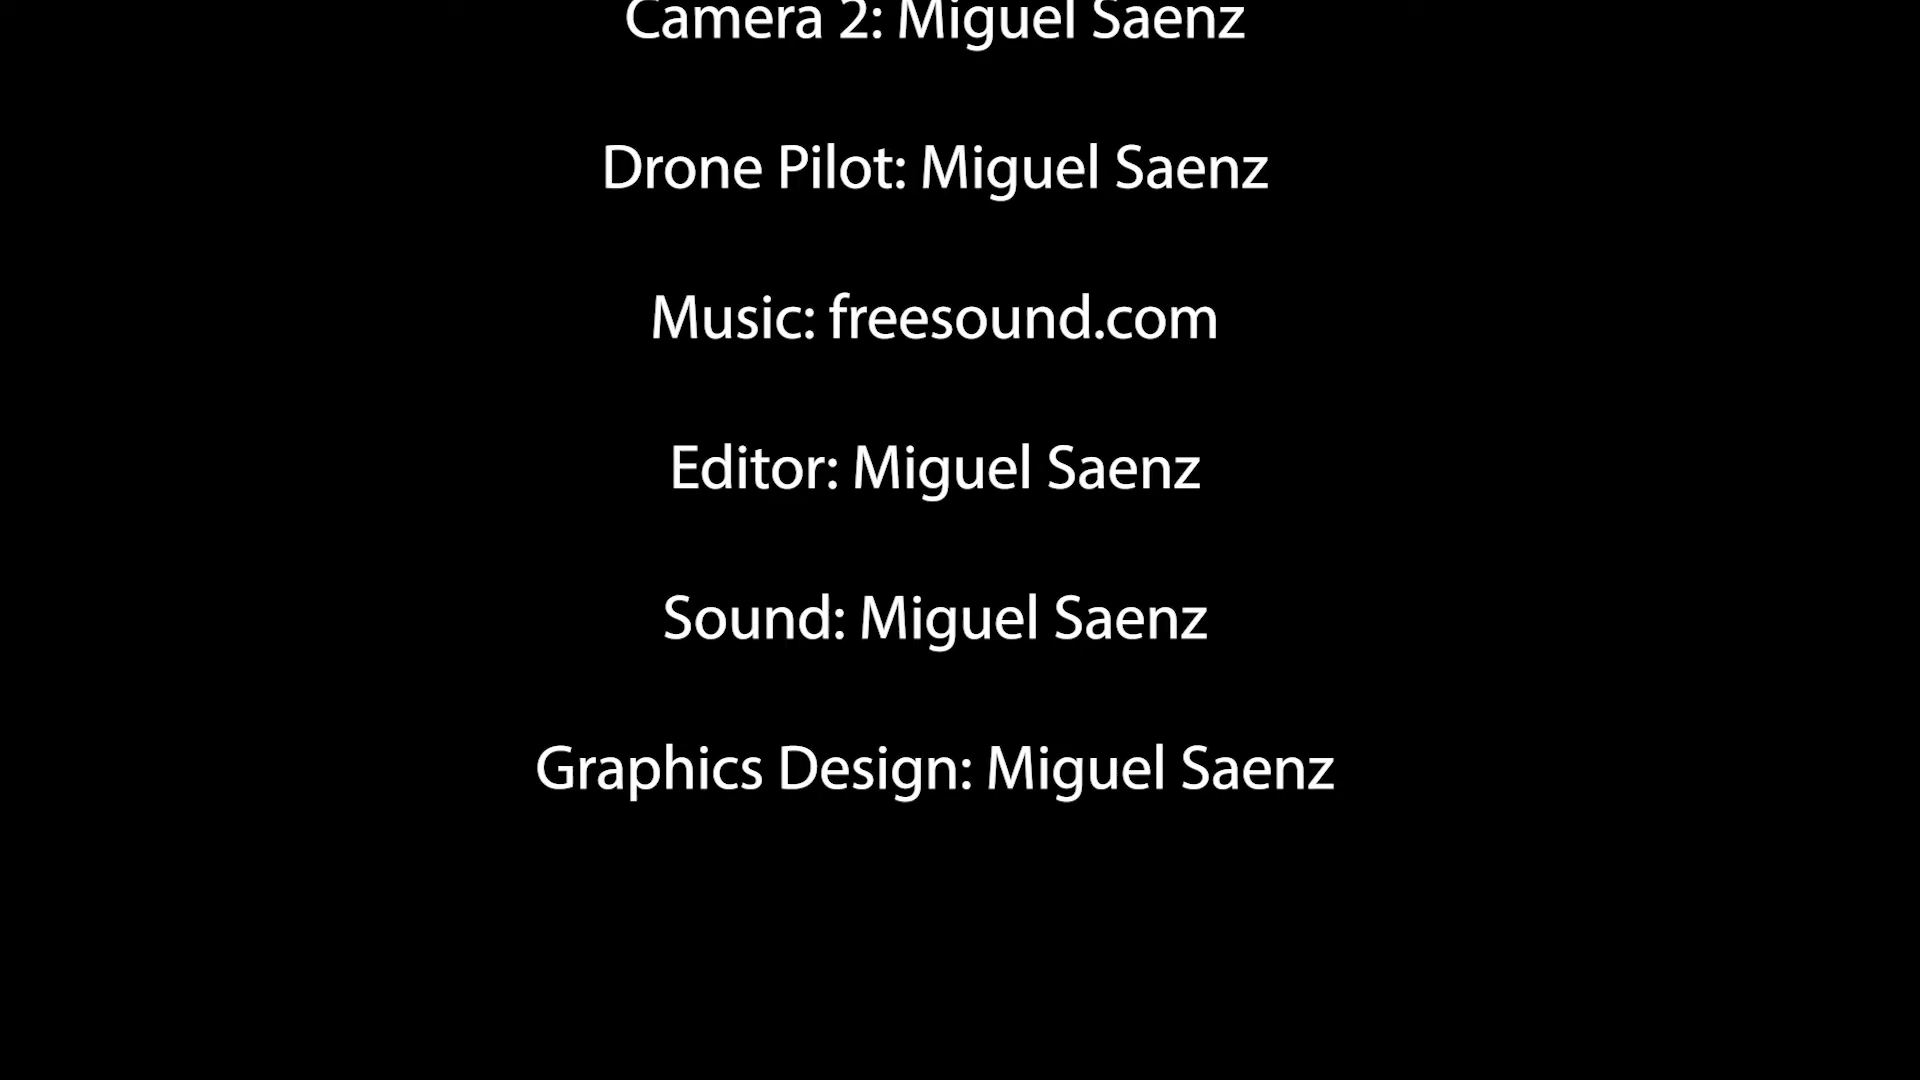 Camera 2: Miguel Saenz
Drone Pilot: Miguel Saenz
Music: freesound.com
Editor: Miguel Saenz
Sound: Miguel Saenz
Graphics Design: Miguel Saenz